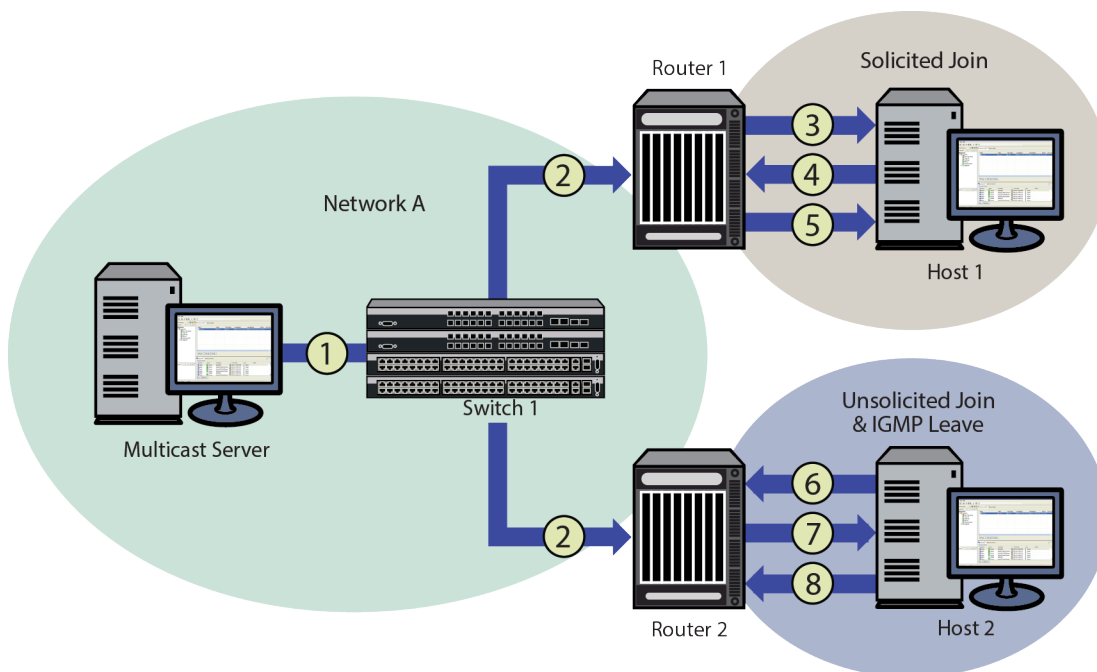 Router 1
Solicited Join
3
2
4
Network A
5
Host 1
1
Switch 1
Multicast Server
Unsolicited Join
& IGMP Leave
6
2
7
8
Router 2
Host 2